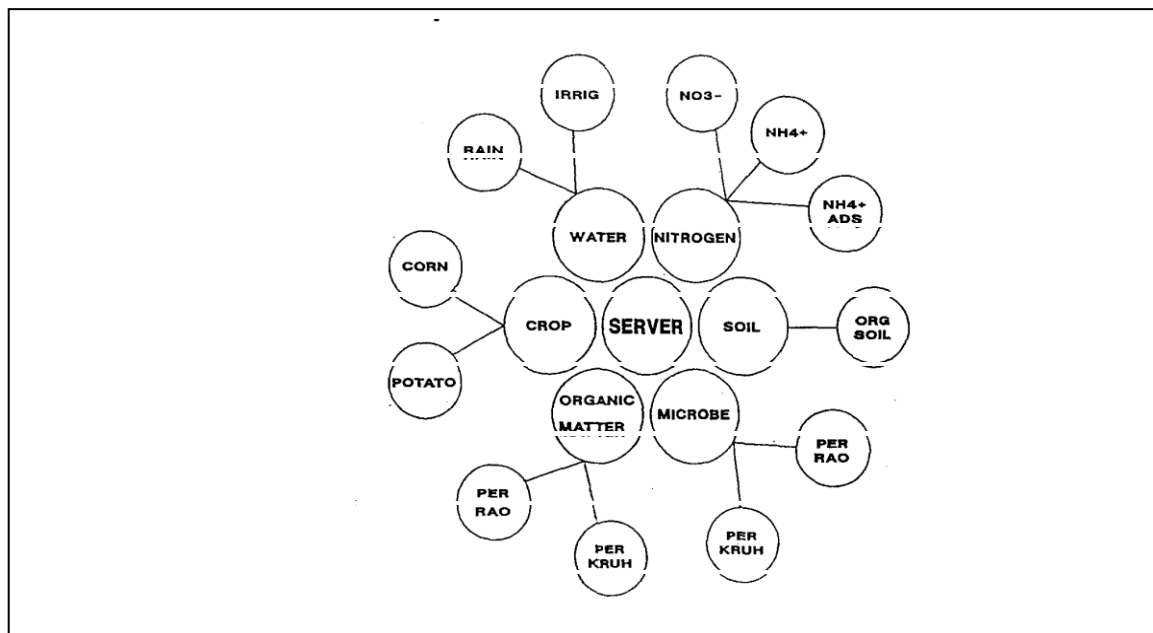 IRRIG
NO3-
NH4+
RAIN
NH4+
ADS
WATER
NITROGEN
CORN
CROP
SERVER
SOIL
ORG
SOIL
POTATO
ORGANIC
MATTER
MICROBE
PER
RAO
PER
RAO
PER
KRUH
PER
KRUH